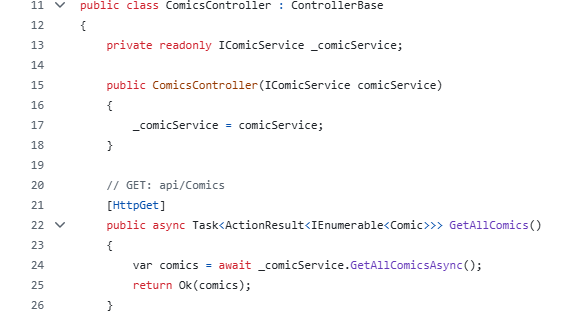 11 public class ComicsController : ControllerBase
12 {
13 private readonly IComicService _comicService;
14
15 public ComicsController(IComicService comicService)
16 {
17 _comicService = comicService;
18 }
19
20 // GET: api/Comics
21 [HttpGet]
22 public async Task<ActionResult<IEnumerable<Comic>>> GetAllComics()
23 {
24 var comics = await _comicService.GetAllComicsAsync();
25 return Ok(comics);
26 }